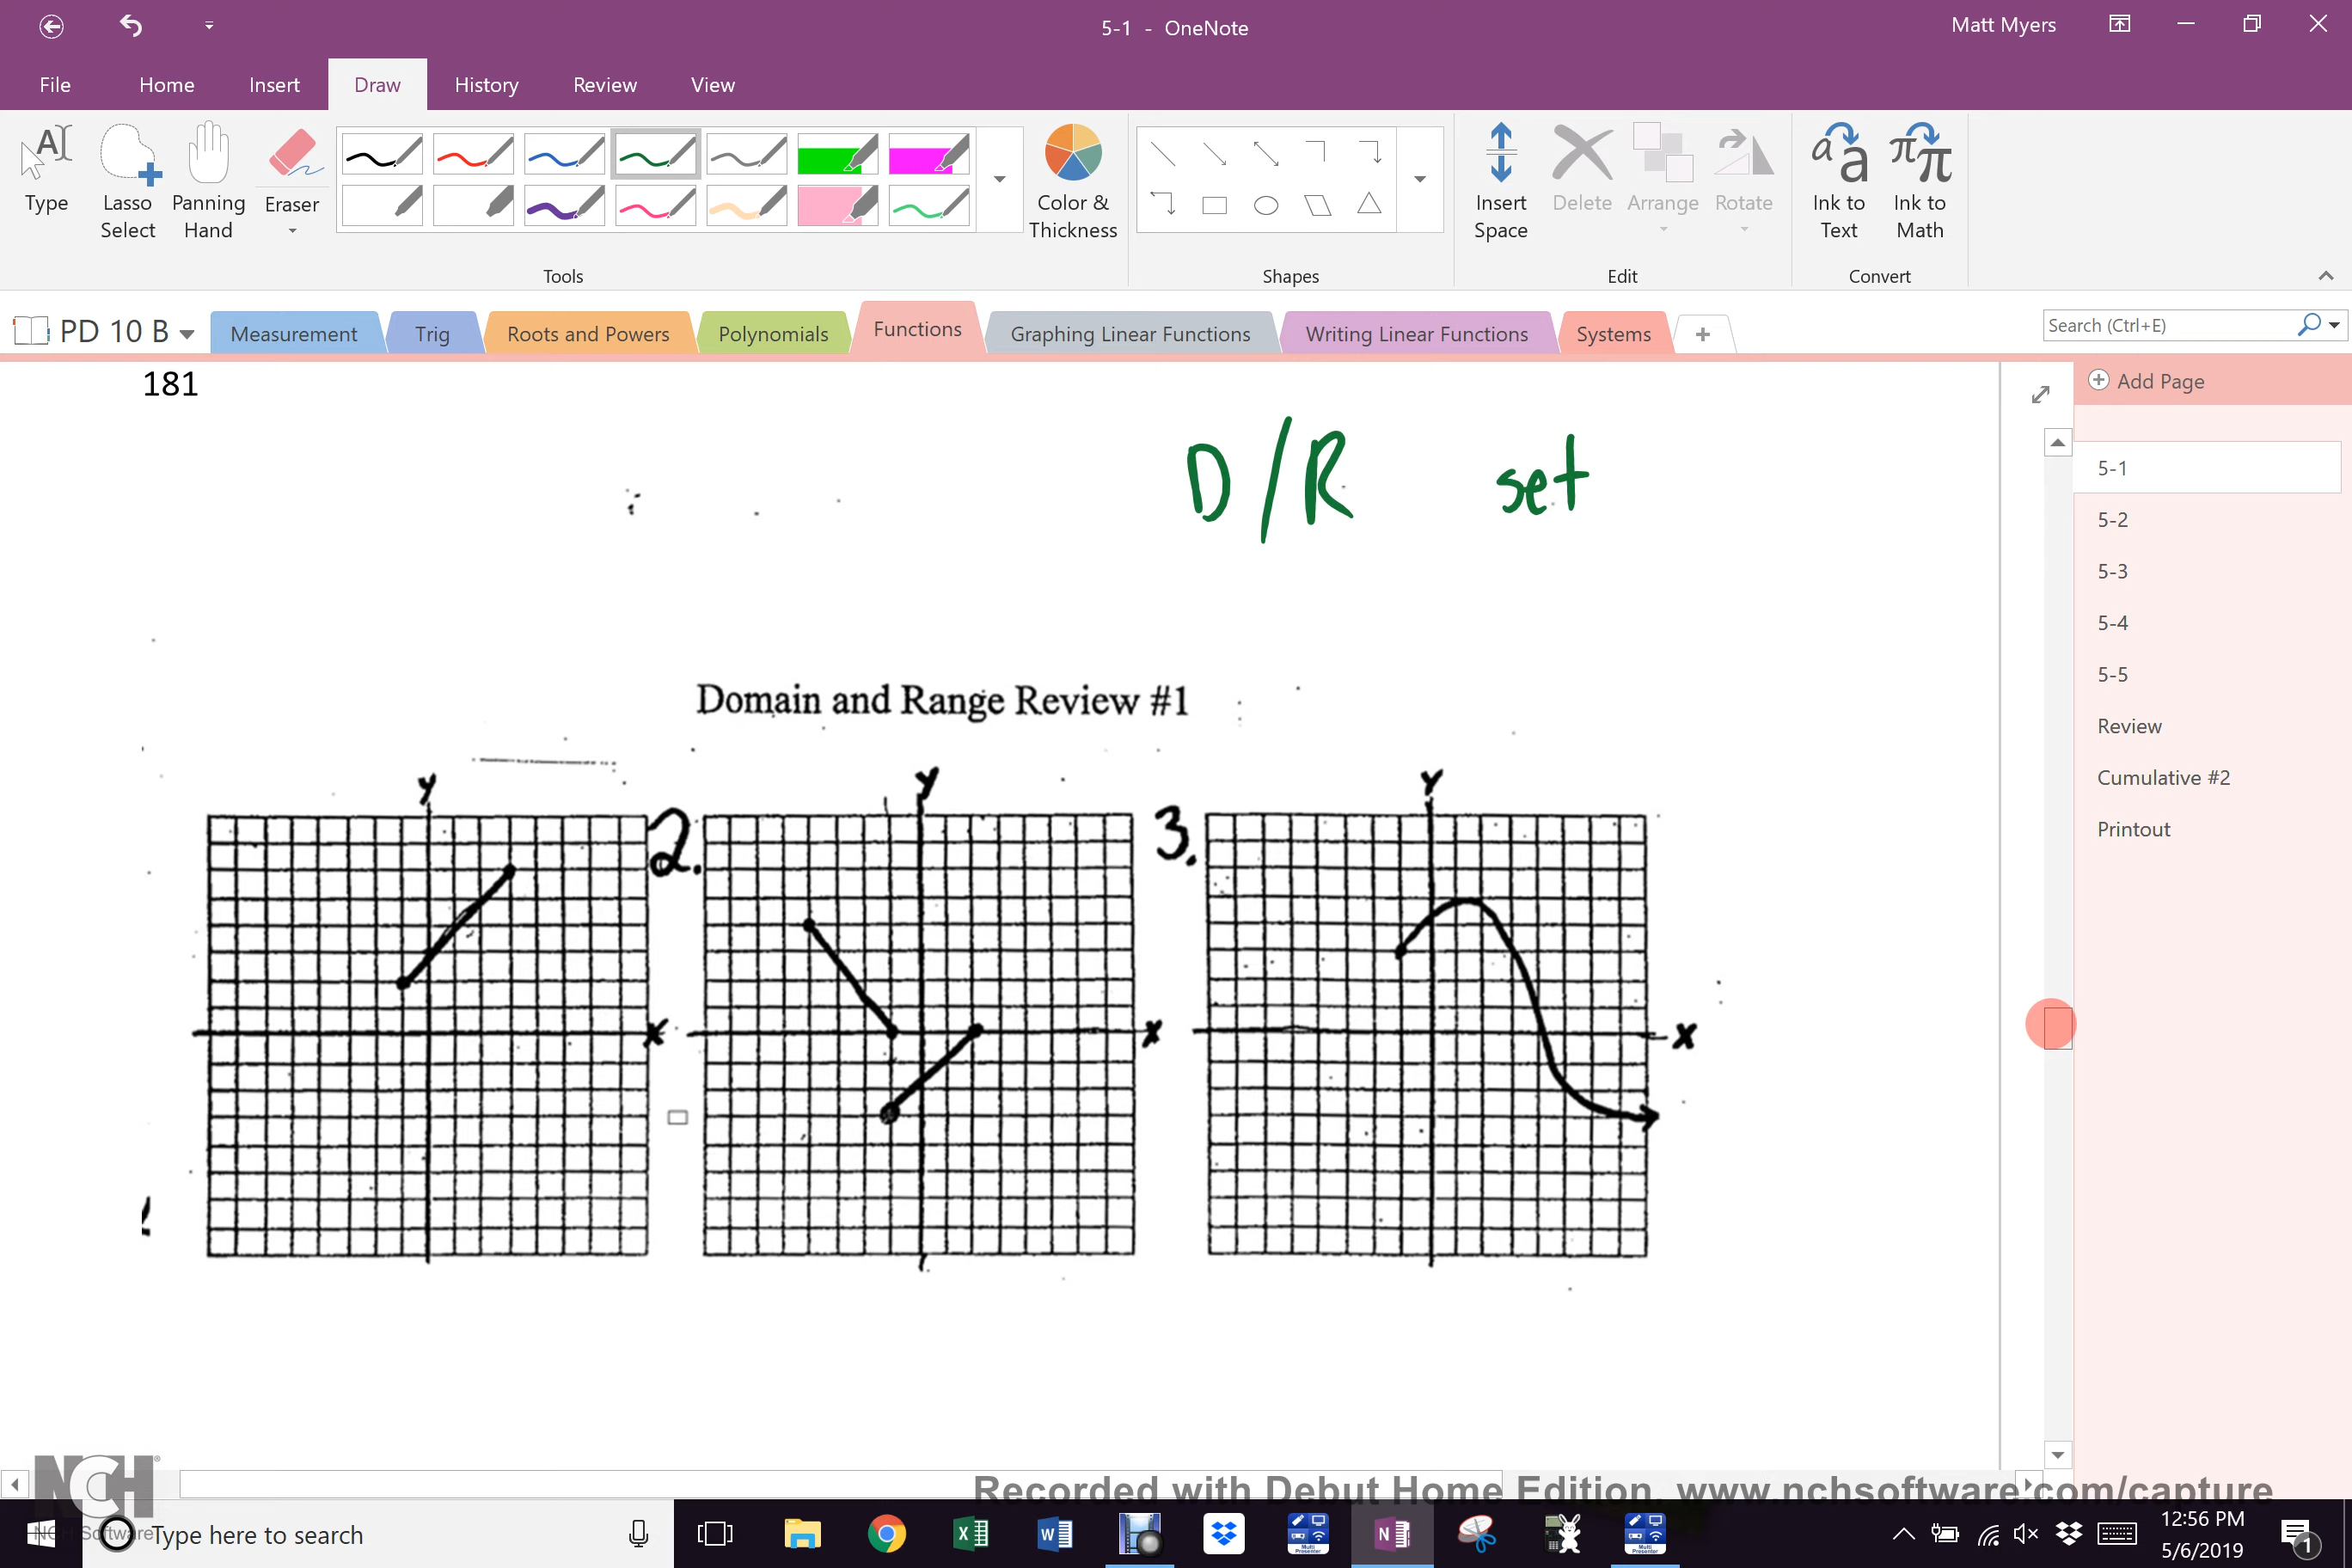 5-1 - OneNote
Matt Myers
File Home Insert Draw History Review View
Type
Lasso Select
Panning Hand
Eraser
Color & Thickness
Insert Space
Delete
Arrange
Rotate
Ink to Text
Ink to Math
Tools Shapes Edit Convert
PD 10 B Measurement Trig Roots and Powers Polynomials Functions Graphing Linear Functions Writing Linear Functions Systems +
Search (Ctrl+E)
Add Page
5-1
5-2
5-3
5-4
5-5
Review
Cumulative #2
Printout
181
D/R set
Domain and Range Review #1
y y y
2. 3.
x x x
NCH®
NCH Software
Recorded with Debut Home Edition. www.nchsoftware.com/capture
Type here to search
12:56 PM
5/6/2019
1